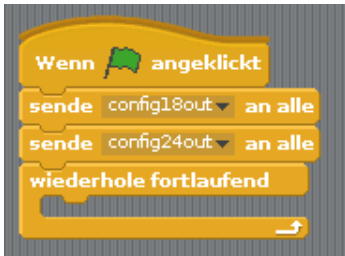 Wenn angeklickt
sende config18out an alle
sende config24out an alle
wiederhole fortlaufend